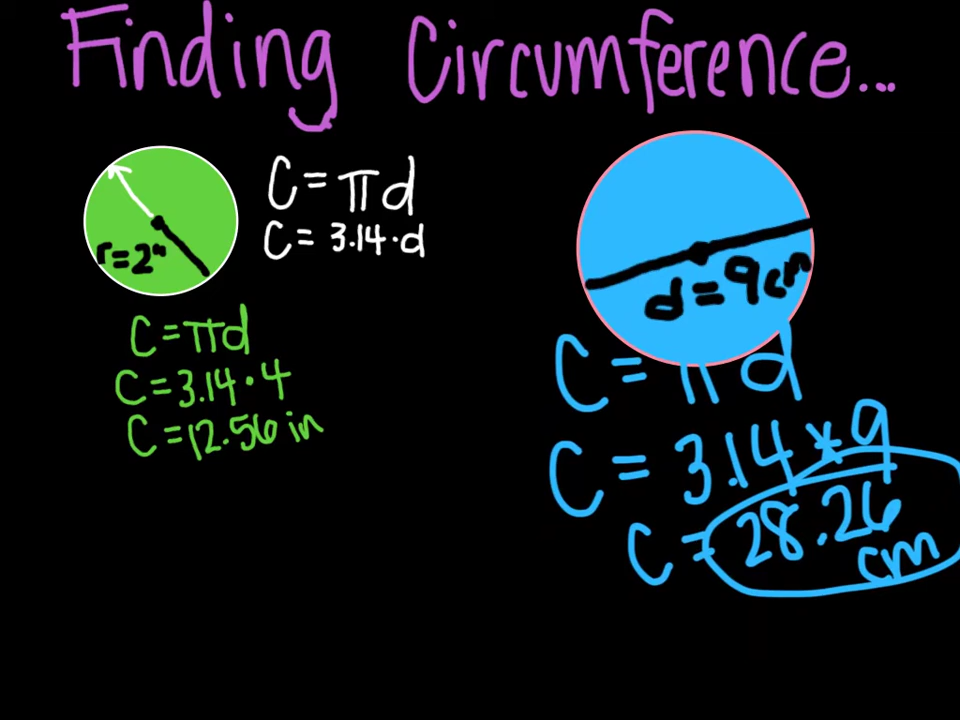 Finding Circumference...
r=2"
C=πd
C= 3.14·d
C=πd
C=3.14·4
C=12.56 in
d=9cm
C= πd
C= 3.14*9
C= 28.26
cm